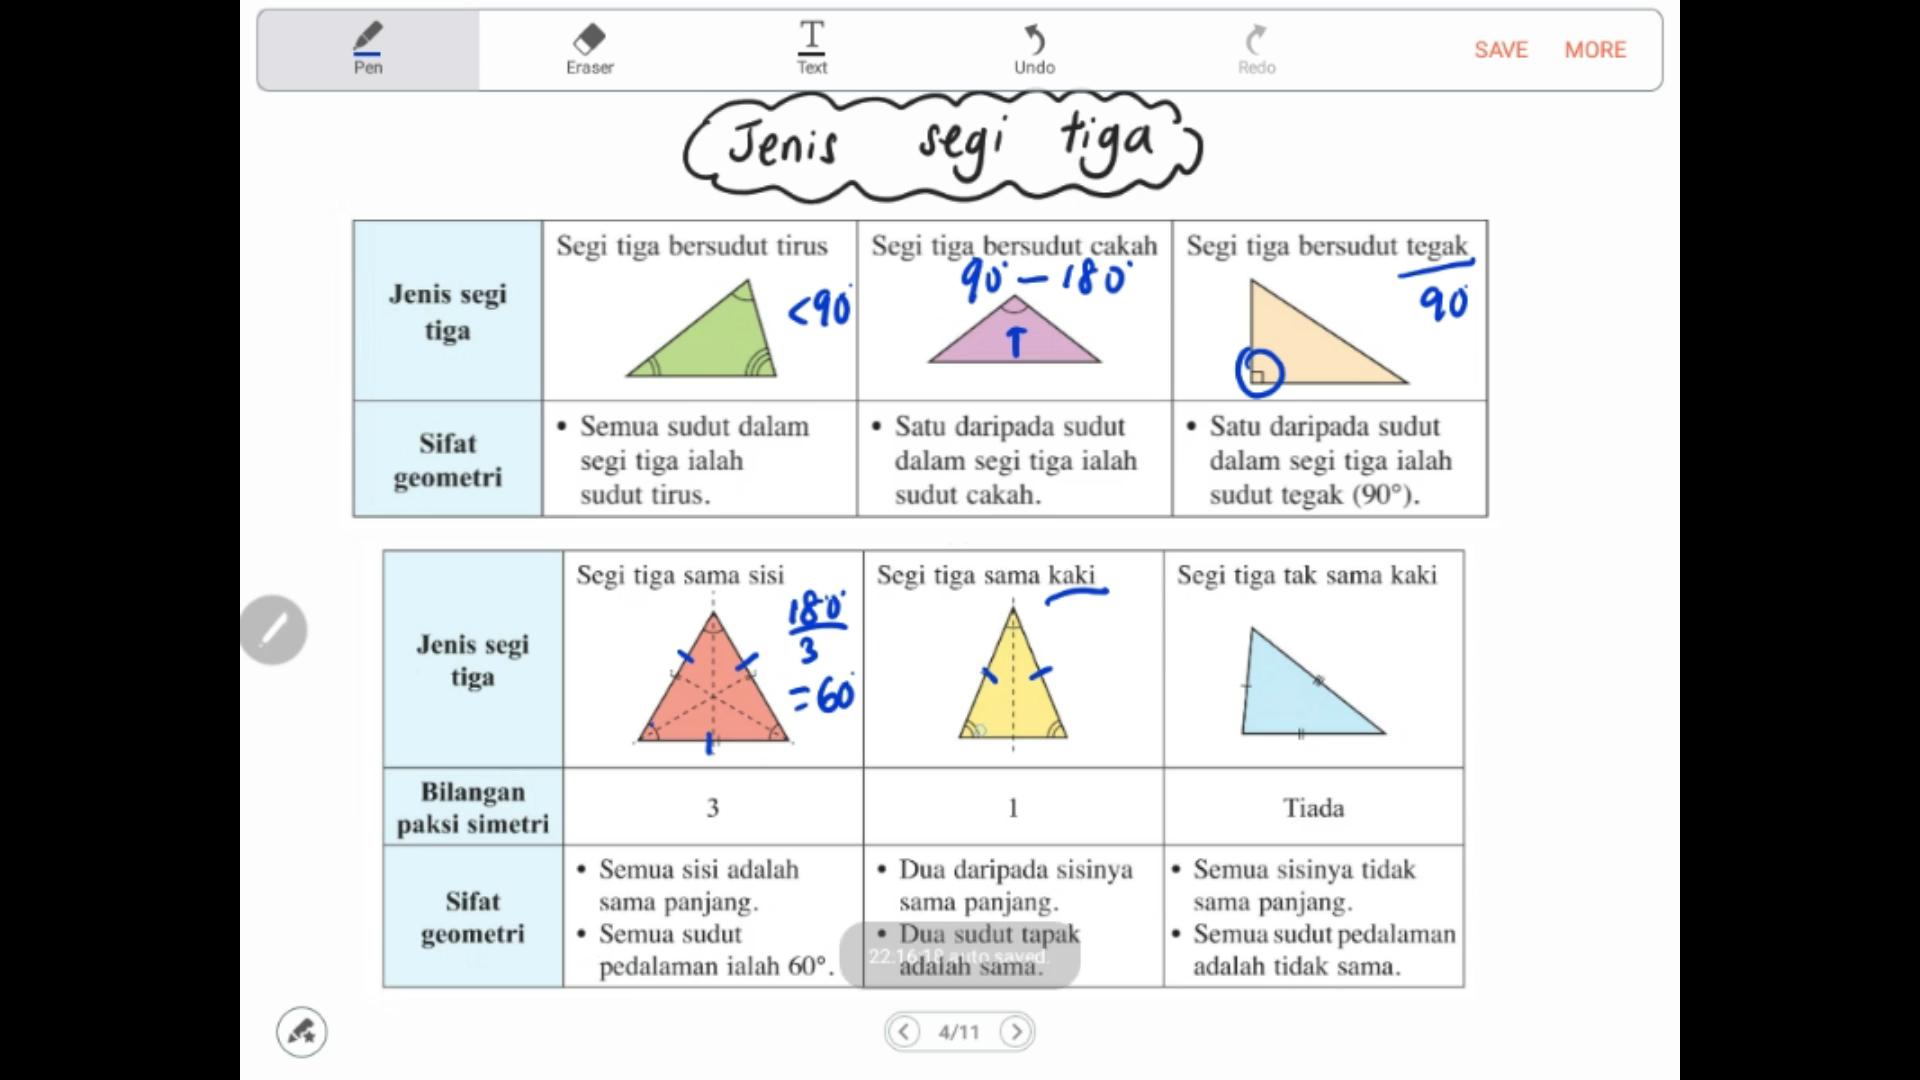 Pen
Eraser
Text
Undo
Redo
SAVE
MORE
Jenis segi tiga
Jenis segi
tiga
Segi tiga bersudut tirus
<90°
Segi tiga bersudut cakah
90° - 180°
T
Segi tiga bersudut tegak
90°
Sifat
geometri
• Semua sudut dalam
segi tiga ialah
sudut tirus.
• Satu daripada sudut
dalam segi tiga ialah
sudut cakah.
• Satu daripada sudut
dalam segi tiga ialah
sudut tegak (90°).
Jenis segi
tiga
Segi tiga sama sisi
180°
3
=60°
Segi tiga sama kaki
Segi tiga tak sama kaki
Bilangan
paksi simetri
3
1
Tiada
Sifat
geometri
• Semua sisi adalah
sama panjang.
• Semua sudut
pedalaman ialah 60°.
• Dua daripada sisinya
sama panjang.
• Dua sudut tapak
adalah sama.
22.16.18 auto saved.
• Semua sisinya tidak
sama panjang.
• Semua sudut pedalaman
adalah tidak sama.
4/11